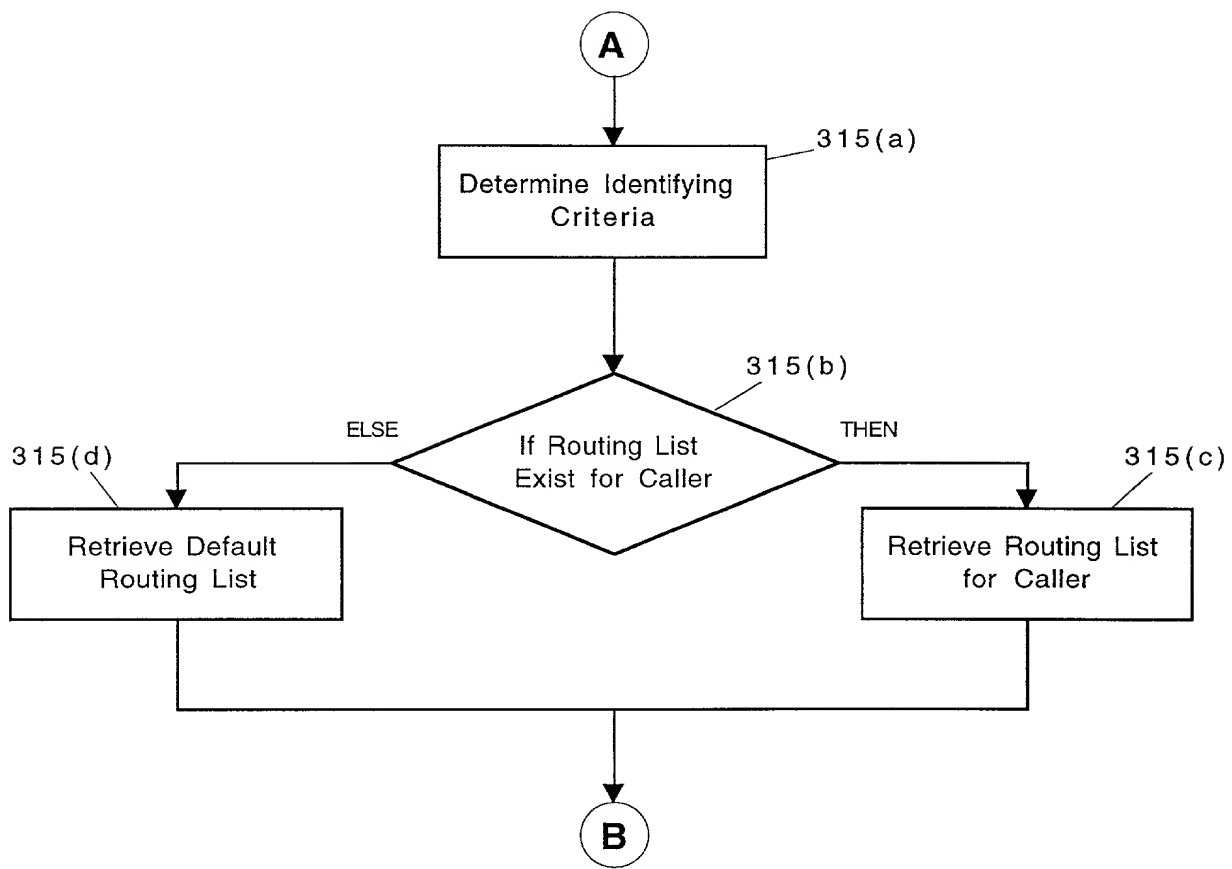 A
315(a)
Determine Identifying
Criteria
315(b)
ELSE
THEN
If Routing List
Exist for Caller
315(d)
315(c)
Retrieve Default
Routing List
Retrieve Routing List
for Caller
B